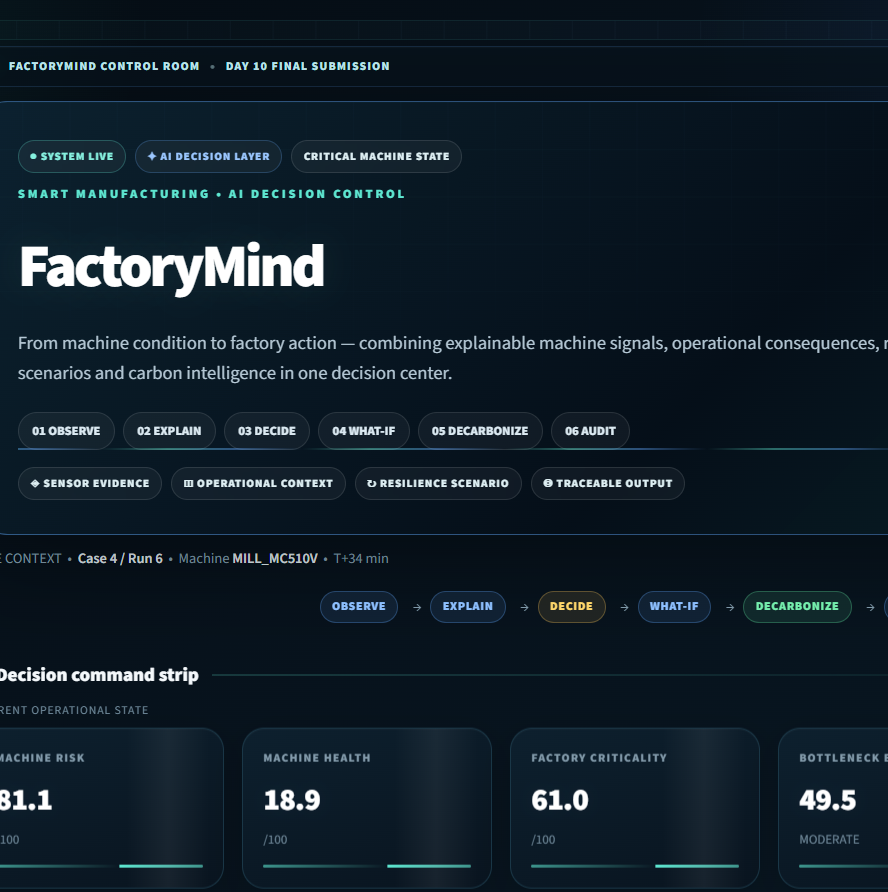 FACTORYMIND CONTROL ROOM • DAY 10 FINAL SUBMISSION
SYSTEM LIVE
AI DECISION LAYER
CRITICAL MACHINE STATE
SMART MANUFACTURING • AI DECISION CONTROL
FactoryMind
From machine condition to factory action — combining explainable machine signals, operational consequences,
scenarios and carbon intelligence in one decision center.
01 OBSERVE
02 EXPLAIN
03 DECIDE
04 WHAT-IF
05 DECARBONIZE
06 AUDIT
SENSOR EVIDENCE
OPERATIONAL CONTEXT
RESILIENCE SCENARIO
TRACEABLE OUTPUT
CONTEXT • Case 4 / Run 6 • Machine MILL_MC510V • T+34 min
OBSERVE → EXPLAIN → DECIDE → WHAT-IF → DECARBONIZE →
Decision command strip
RENT OPERATIONAL STATE
MACHINE RISK
81.1
/100
MACHINE HEALTH
18.9
/100
FACTORY CRITICALITY
61.0
/100
BOTTLENECK
49.5
MODERATE